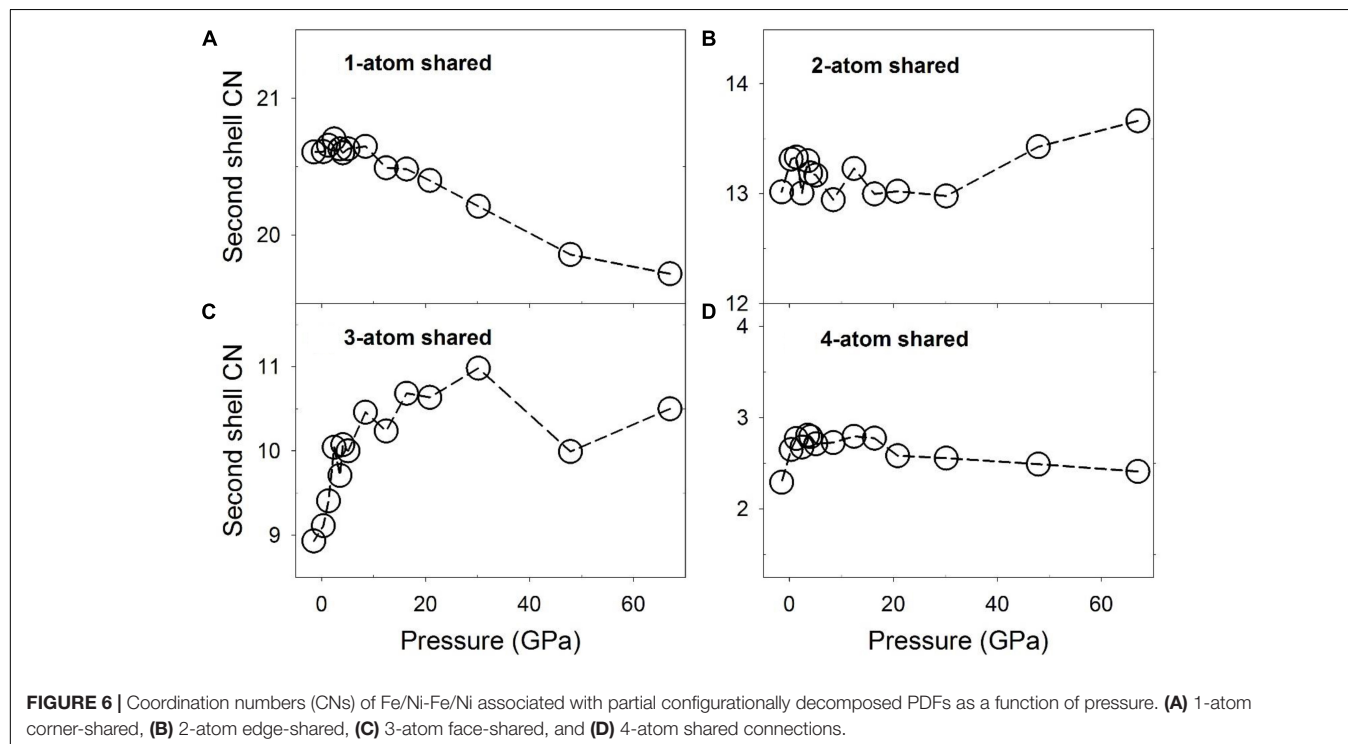 A
1-atom shared
Second shell CN
21
20
B
2-atom shared
14
13
12
C
3-atom shared
Second shell CN
11
10
9
0 20 40 60
Pressure (GPa)
D
4-atom shared
4
3
2
0 20 40 60
Pressure (GPa)
FIGURE 6 | Coordination numbers (CNs) of Fe/Ni-Fe/Ni associated with partial configurationally decomposed PDFs as a function of pressure. (A) 1-atom
corner-shared, (B) 2-atom edge-shared, (C) 3-atom face-shared, and (D) 4-atom shared connections.